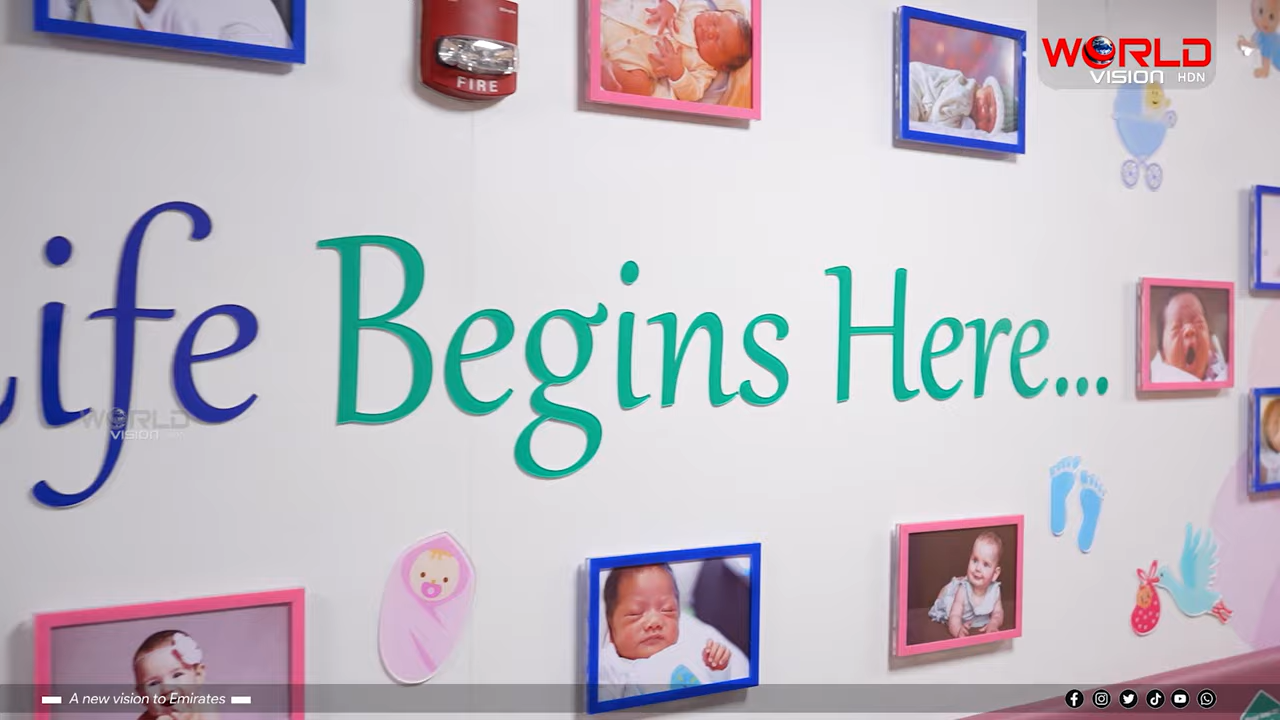 WORLD
VISION HDN
FIRE
Life Begins Here...
WORLD
VISION
A new vision to Emirates